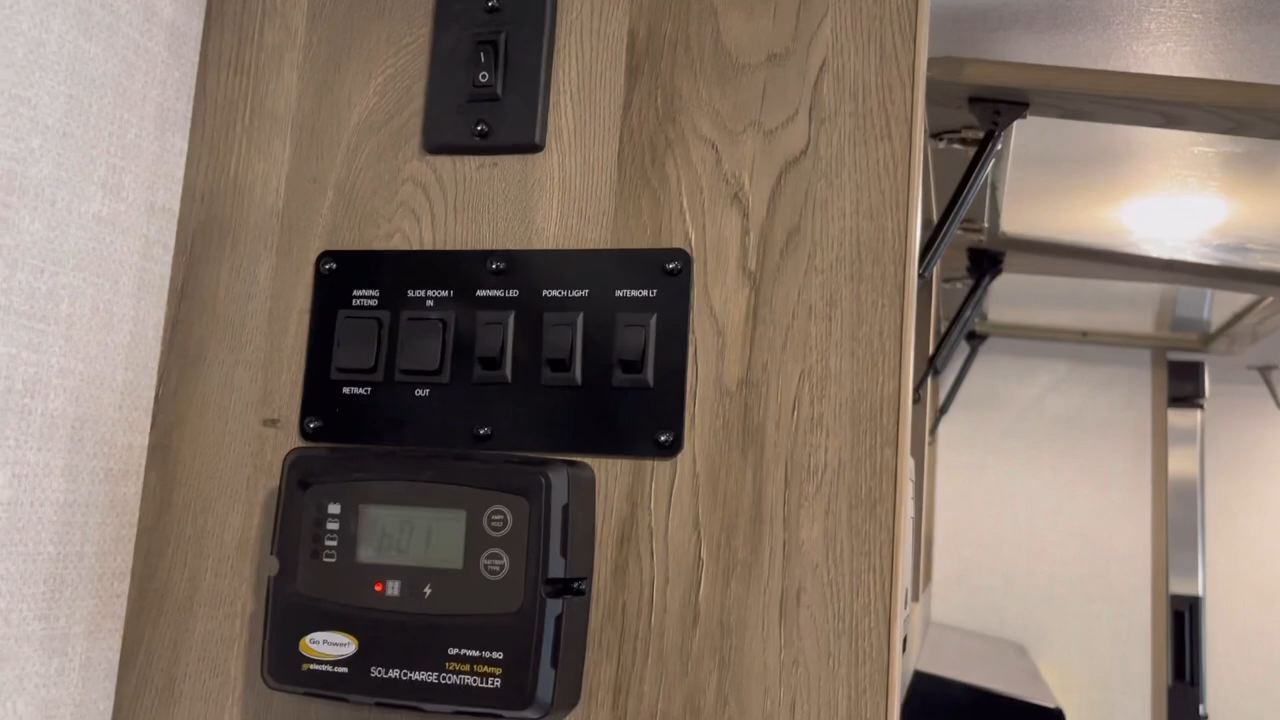 AWNING EXTEND
SLIDE ROOM 1 IN
AWNING LED
PORCH LIGHT
INTERIOR LT
RETRACT
OUT
AMPS VOLT
BATTERY TYPE
b01
Go Power!
gpelectric.com
GP-PWM-10-SQ
12Volt 10Amp
SOLAR CHARGE CONTROLLER